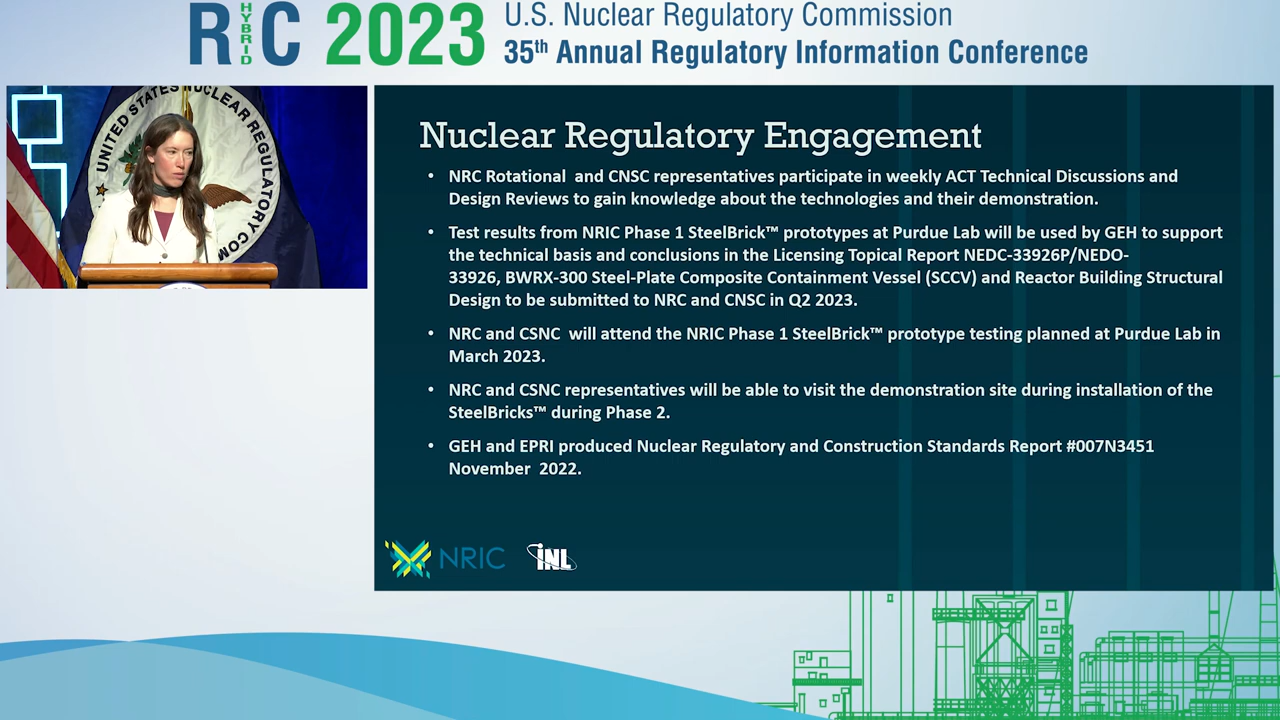 RIC 2023
HYBRID
U.S. Nuclear Regulatory Commission
35th Annual Regulatory Information Conference
UNITED STATES NUCLEAR REGULATORY COM
Nuclear Regulatory Engagement
• NRC Rotational and CNSC representatives participate in weekly ACT Technical Discussions and
Design Reviews to gain knowledge about the technologies and their demonstration.
• Test results from NRIC Phase 1 SteelBrick™ prototypes at Purdue Lab will be used by GEH to support
the technical basis and conclusions in the Licensing Topical Report NEDC-33926P/NEDO-
33926, BWRX-300 Steel-Plate Composite Containment Vessel (SCCV) and Reactor Building Structural
Design to be submitted to NRC and CNSC in Q2 2023.
• NRC and CSNC will attend the NRIC Phase 1 SteelBrick™ prototype testing planned at Purdue Lab in
March 2023.
• NRC and CSNC representatives will be able to visit the demonstration site during installation of the
SteelBricks™ during Phase 2.
• GEH and EPRI produced Nuclear Regulatory and Construction Standards Report #007N3451
November 2022.
NRIC
INL